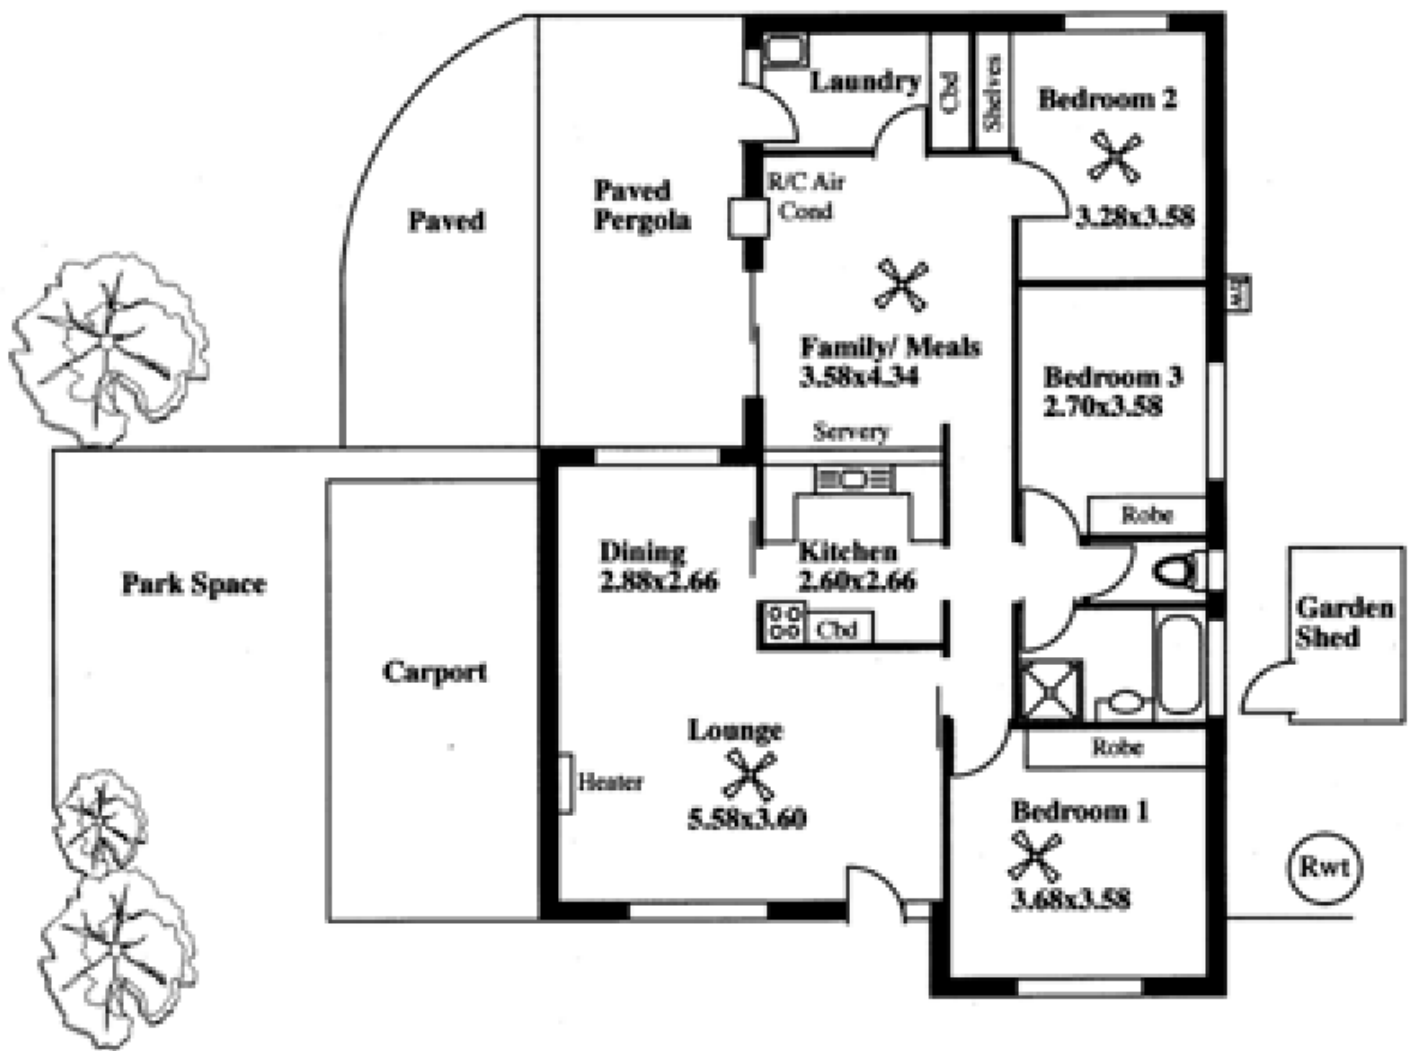 Laundry
Cbd
Shelves
Bedroom 2
3.28x3.58
R/C Air
Cond
Paved
Pergola
Paved
Family/ Meals
3.58x4.34
Bedroom 3
2.70x3.58
Servery
Robe
Dining
2.88x2.66
Kitchen
2.60x2.66
Cbd
Park Space
Carport
Garden
Shed
Lounge
5.58x3.60
Heater
Robe
Bedroom 1
3.68x3.58
Rwt